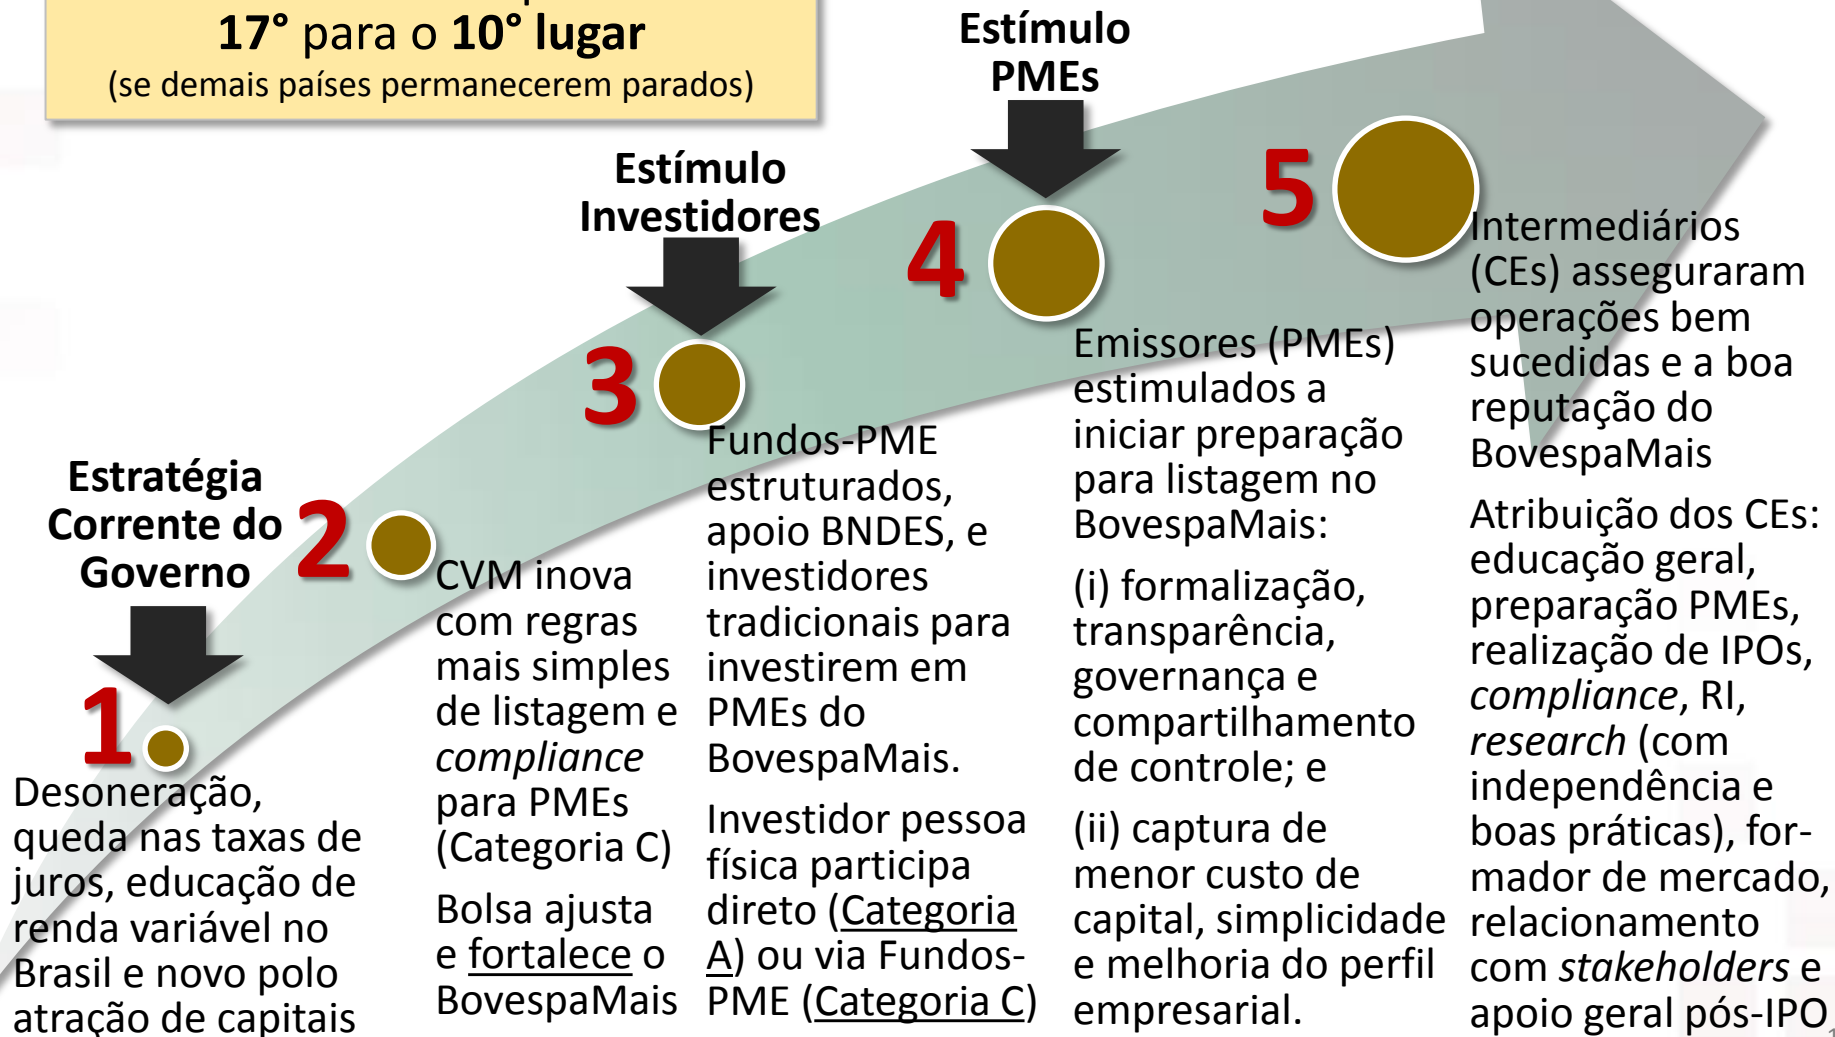 17° para o 10° lugar
(se demais países permanecerem parados)
Estratégia
Corrente do
Governo
1
Desoneração,
queda nas taxas de
juros, educação de
renda variável no
Brasil e novo polo
atração de capitais
2
CVM inova
com regras
mais simples
de listagem e
compliance
para PMEs
(Categoria C)
Bolsa ajusta
e fortalece o
BovespaMais
Estímulo
Investidores
3
Fundos-PME
estruturados,
apoio BNDES, e
investidores
tradicionais para
investirem em
PMEs do
BovespaMais.
Investidor pessoa
física participa
direto (Categoria
A) ou via Fundos-
PME (Categoria C)
Estímulo
PMEs
4
Emissores (PMEs)
estimulados a
iniciar preparação
para listagem no
BovespaMais:
(i) formalização,
transparência,
governança e
compartilhamento
de controle; e
(ii) captura de
menor custo de
capital, simplicidade
e melhoria do perfil
empresarial.
5
Intermediários
(CEs) asseguraram
operações bem
sucedidas e a boa
reputação do
BovespaMais
Atribuição dos CEs:
educação geral,
preparação PMEs,
realização de IPOs,
compliance, RI,
research (com
independência e
boas práticas), for-
mador de mercado,
relacionamento
com stakeholders e
apoio geral pós-IPO